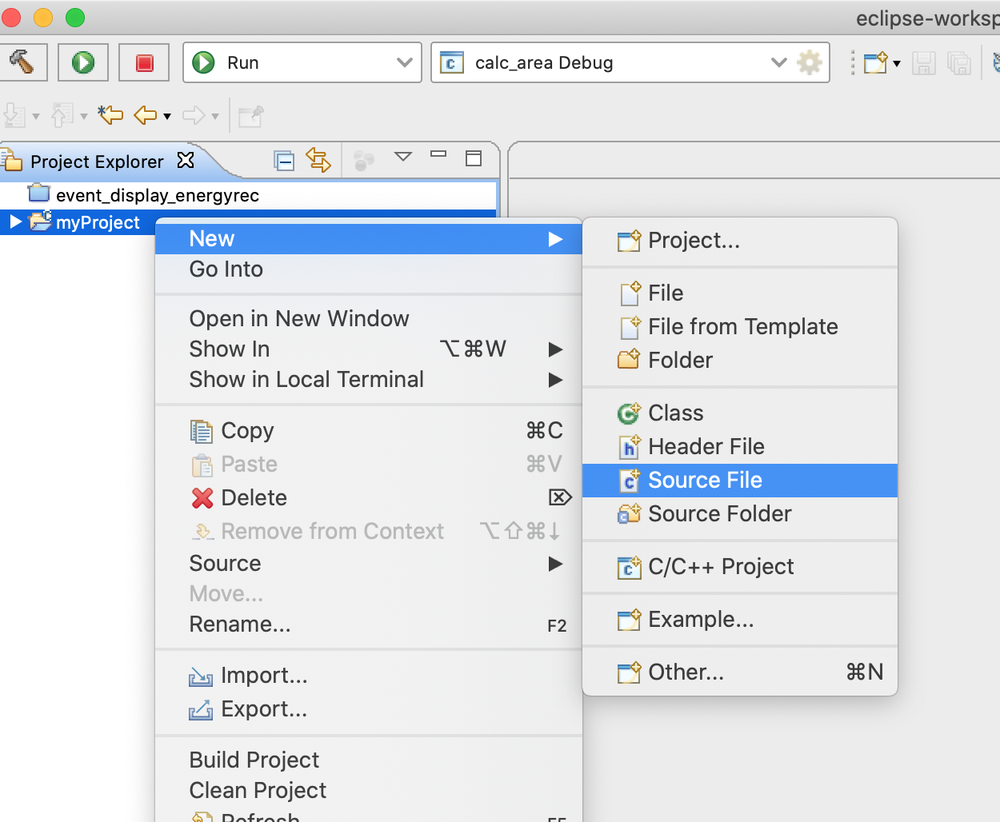 eclipse-worksp
Run
calc_area Debug
Project Explorer
event_display_energyrec
myProject
New
Go Into
Open in New Window
Show In ⌥⌘W
Show in Local Terminal
Copy ⌘C
Paste ⌘V
Delete ⌦
Remove from Context ⌥⇧⌘↓
Source
Move...
Rename... F2
Import...
Export...
Build Project
Clean Project
Refresh F5
Project...
File
File from Template
Folder
Class
Header File
Source File
Source Folder
C/C++ Project
Example...
Other... ⌘N